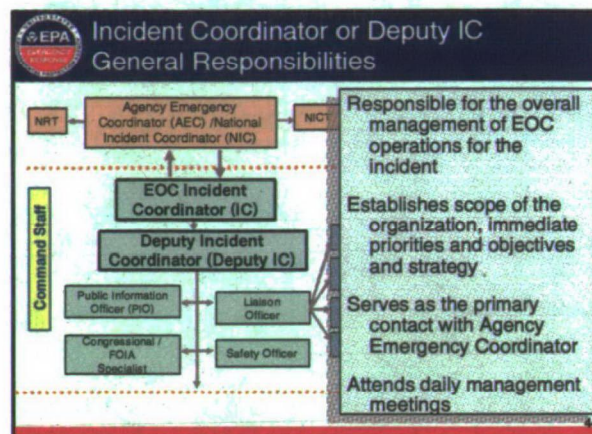 EPA
Incident Coordinator or Deputy IC
General Responsibilities
NRT
Agency Emergency
Coordinator (AEC) /National
Incident Coordinator (NIC)
NICT
EOC Incident
Coordinator (IC)
Deputy Incident
Coordinator (Deputy IC)
Command Staff
Public Information
Officer (PIO)
Liaison
Officer
Congressional /
FOIA
Specialist
Safety Officer
Responsible for the overall
management of EOC
operations for the
incident
Establishes scope of the
organization, immediate
priorities and objectives
and strategy
Serves as the primary
contact with Agency
Emergency Coordinator
Attends daily management
meetings